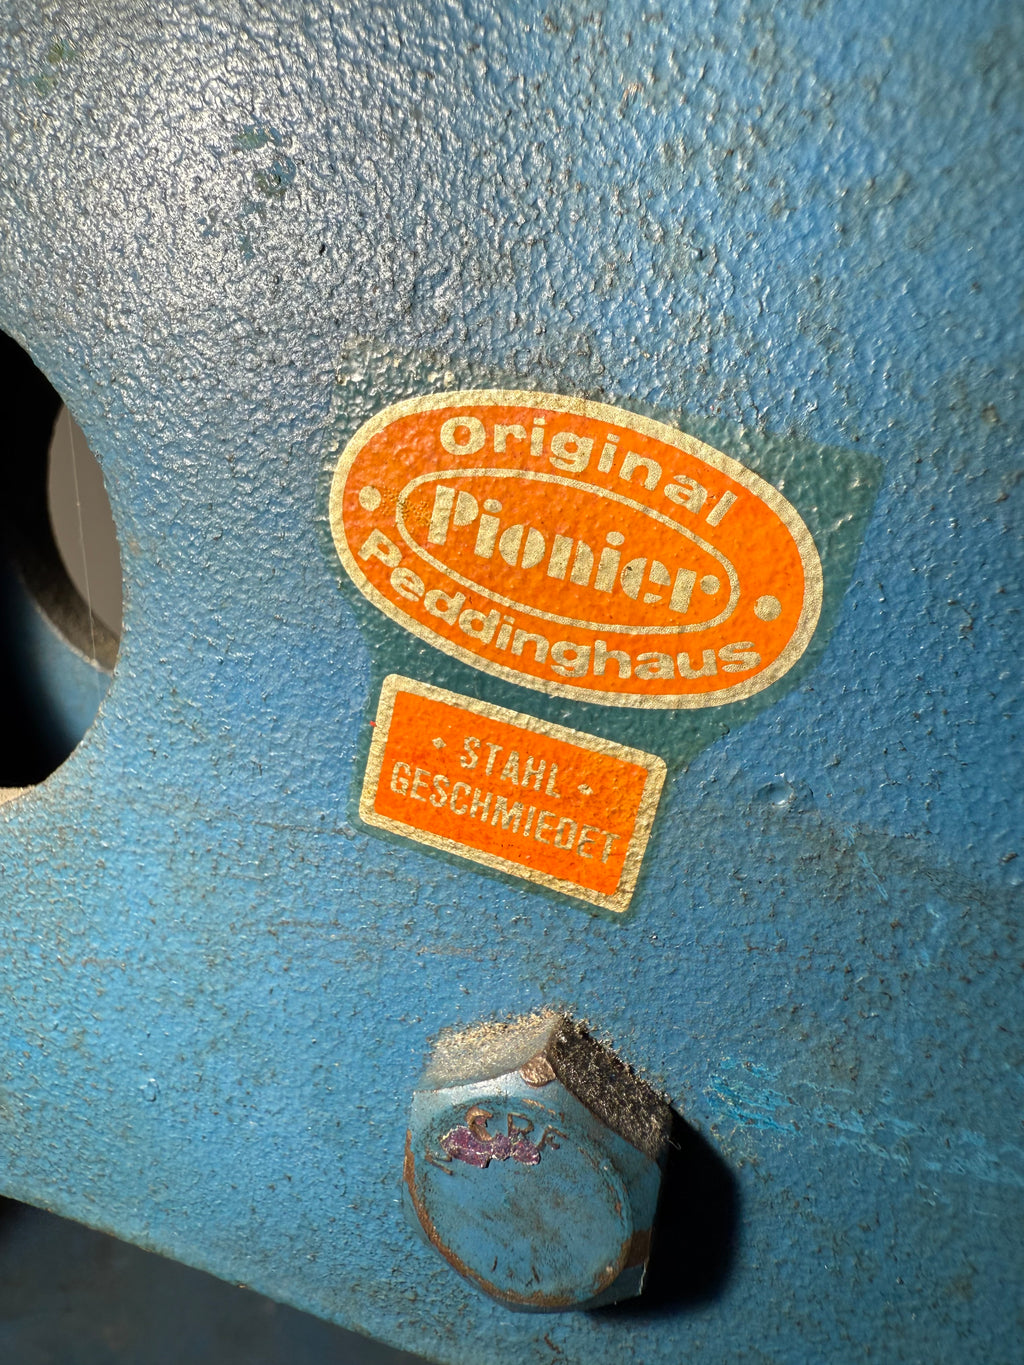 Original
Pionier
Peddinghaus
STAHL
GESCHMIEDET